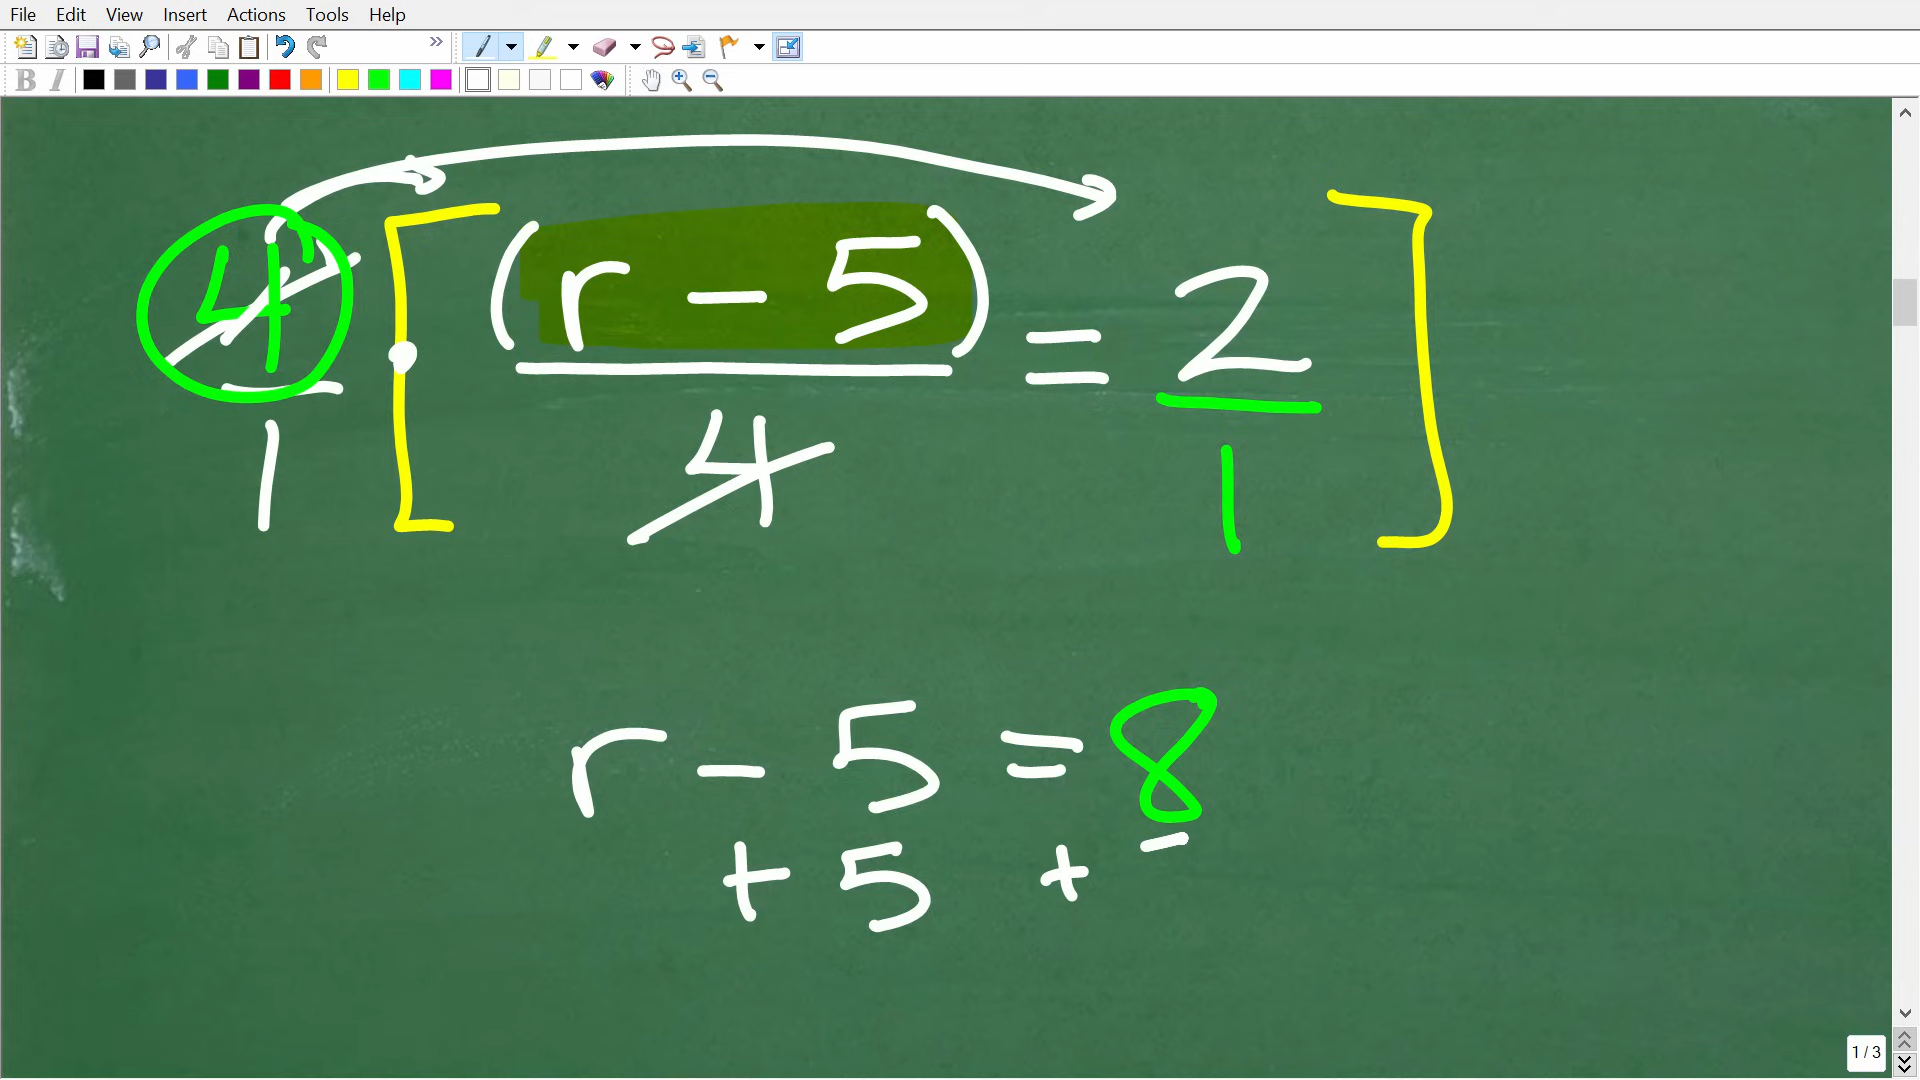 File Edit View Insert Actions Tools Help
B I
4/1 · [ (r - 5)/4 = 2/1 ]
r - 5 = 8
+ 5 + -
1 / 3